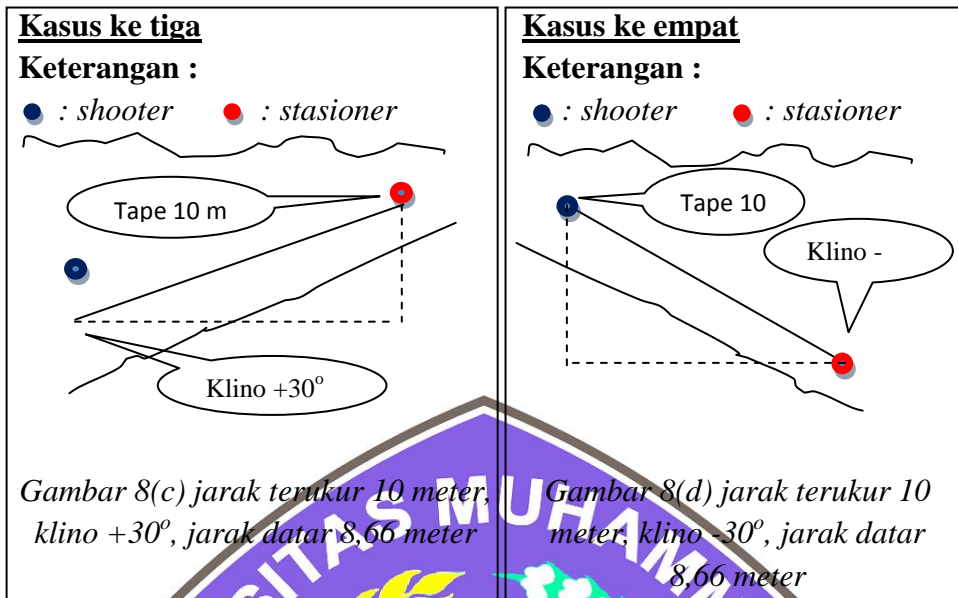 Kasus ke tiga
Keterangan :
: shooter : stasioner
Tape 10 m
Klino +30o
Gambar 8(c) jarak terukur 10 meter,
klino +30o, jarak datar 8,66 meter
Kasus ke empat
Keterangan :
: shooter : stasioner
Tape 10
Klino -
Gambar 8(d) jarak terukur 10
meter, klino -30o, jarak datar
8,66 meter
SITAS MUHAM